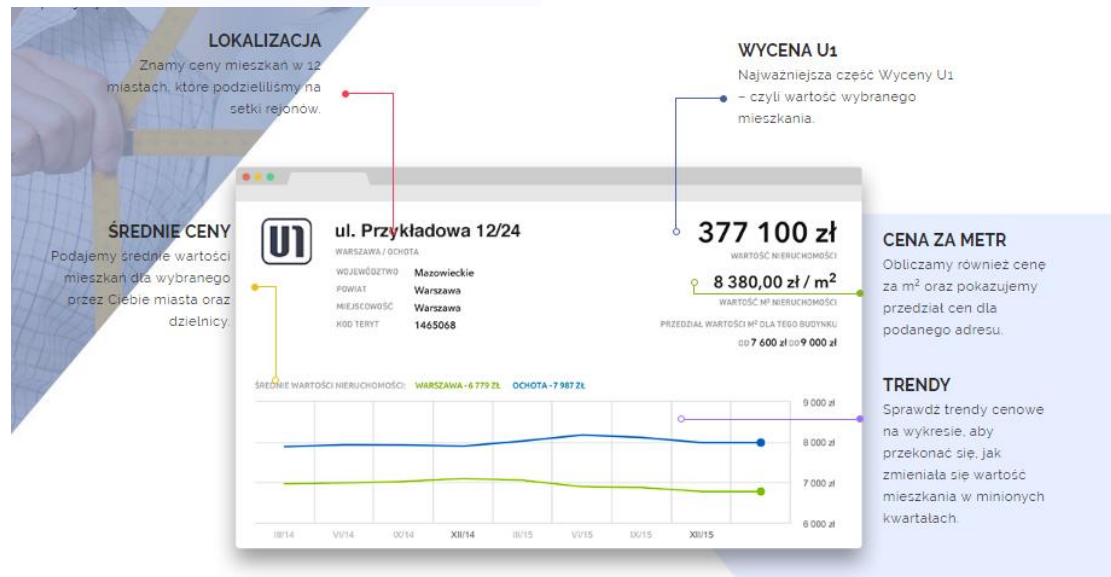 LOKALIZACJA
Znamy ceny mieszkań w 12
miastach, które podzieliliśmy na
setki rejonów.
WYCENA U1
Najważniejsza część Wyceny U1
– czyli wartość wybranego
mieszkania.
ŚREDNIE CENY
Podajemy średnie wartości
mieszkań dla wybranego
przez Ciebie miasta oraz
dzielnicy.
U1
ul. Przykładowa 12/24
WARSZAWA / OCHOTA
WOJEWÓDZTWO Mazowieckie
POWIAT Warszawa
MIEJSCOWOŚĆ Warszawa
KOD TERYT 1465068
377 100 zł
WARTOŚĆ NIERUCHOMOŚCI
8 380,00 zł / m²
WARTOŚĆ M² NIERUCHOMOŚCI
PRZEDZIAŁ WARTOŚCI M² DLA TEGO BUDYNKU
OD 7 600 zł DO 9 000 zł
CENA ZA METR
Obliczamy również cenę
za m² oraz pokazujemy
przedział cen dla
podanego adresu.
TRENDY
Sprawdź trendy cenowe
na wykresie, aby
przekonać się, jak
zmieniała się wartość
mieszkania w minionych
kwartałach.
ŚREDNIE WARTOŚCI NIERUCHOMOŚCI: WARSZAWA - 6 779 ZŁ OCHOTA - 7 987 ZŁ
9 000 zł
8 000 zł
7 000 zł
6 000 zł
III/14 VI/14 IX/14 XII/14 III/15 VI/15 IX/15 XII/15